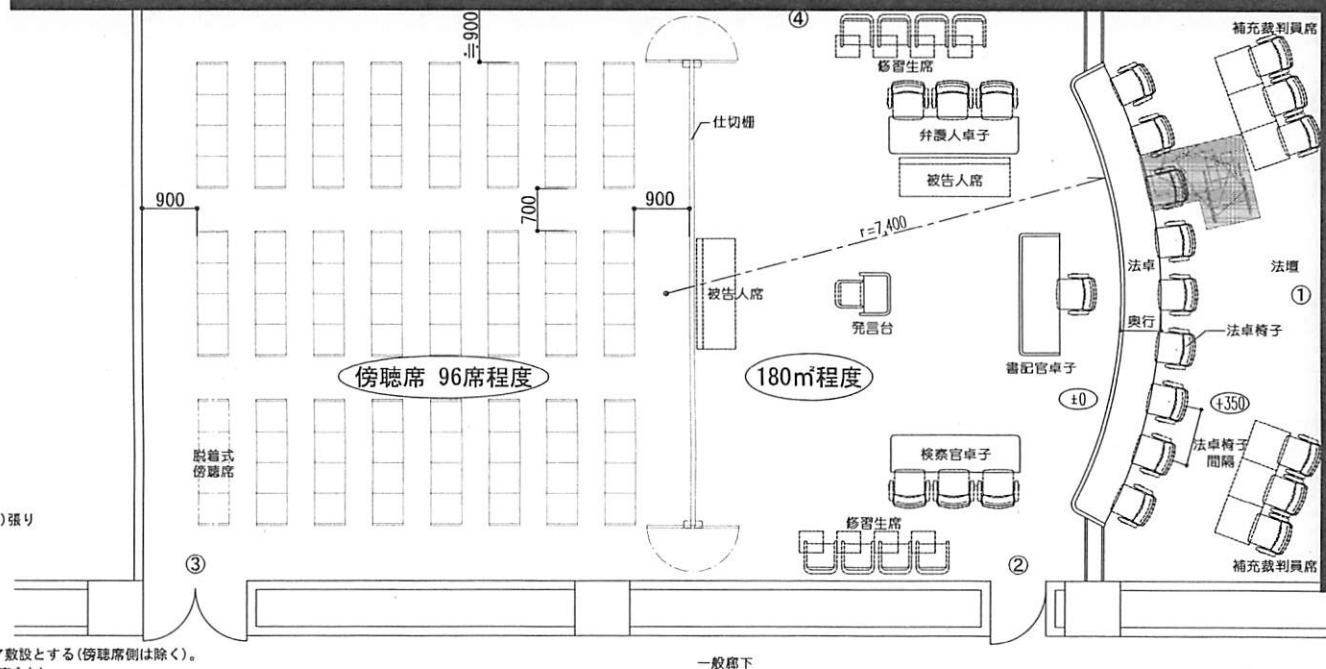 ④
補充裁判員席
≒900
修習生席
仕切柵
弁護人卓子
被告人席
900
700
900
r=7,400
法卓
法壇
①
被告人席
発言台
奥行
法卓椅子
書記官卓子
傍聴席 96席程度
180㎡程度
±0
+350
脱着式
傍聴席
検察官卓子
法卓椅子
間隔
)張り
修習生席
③
②
補充裁判員席
敷設とする(傍聴席側は除く)。
一般廊下